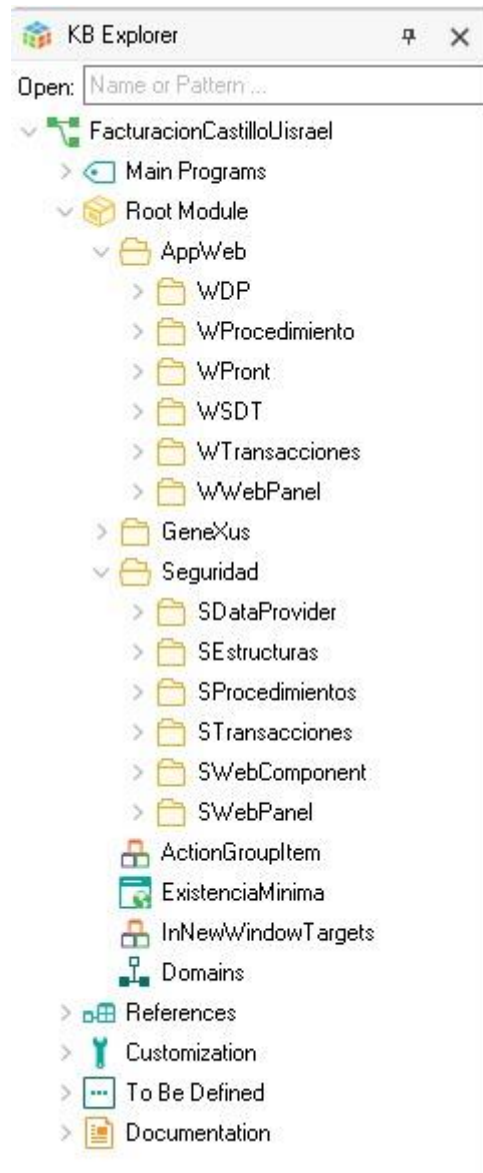 KB Explorer
Open: Name or Pattern ...
FacturacionCastilloUisrael
Main Programs
Root Module
AppWeb
WDP
WProcedimiento
WPront
WSDT
WTransacciones
WWebPanel
GeneXus
Seguridad
SDataProvider
SEstructuras
SProcedimientos
STransacciones
SWebComponent
SWebPanel
ActionGroupItem
ExistenciaMinima
InNewWindowTargets
Domains
References
Customization
To Be Defined
Documentation